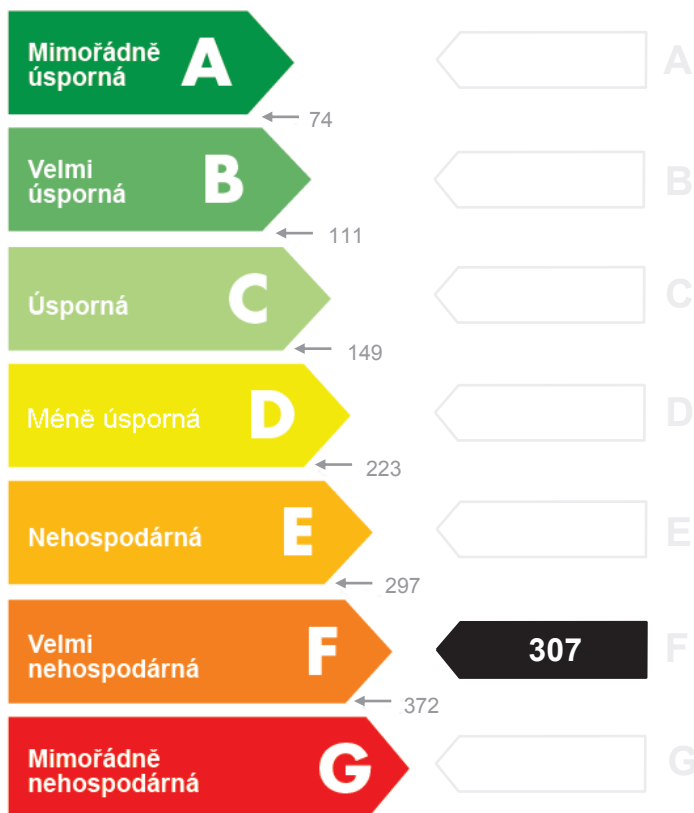 Mimořádně
úsporná
A
A
74
Velmi
úsporná
B
B
111
Úsporná
C
C
149
Méně úsporná
D
D
223
Nehospodárná
E
E
297
Velmi
nehospodárná
F
307
F
372
Mimořádně
nehospodárná
G
G